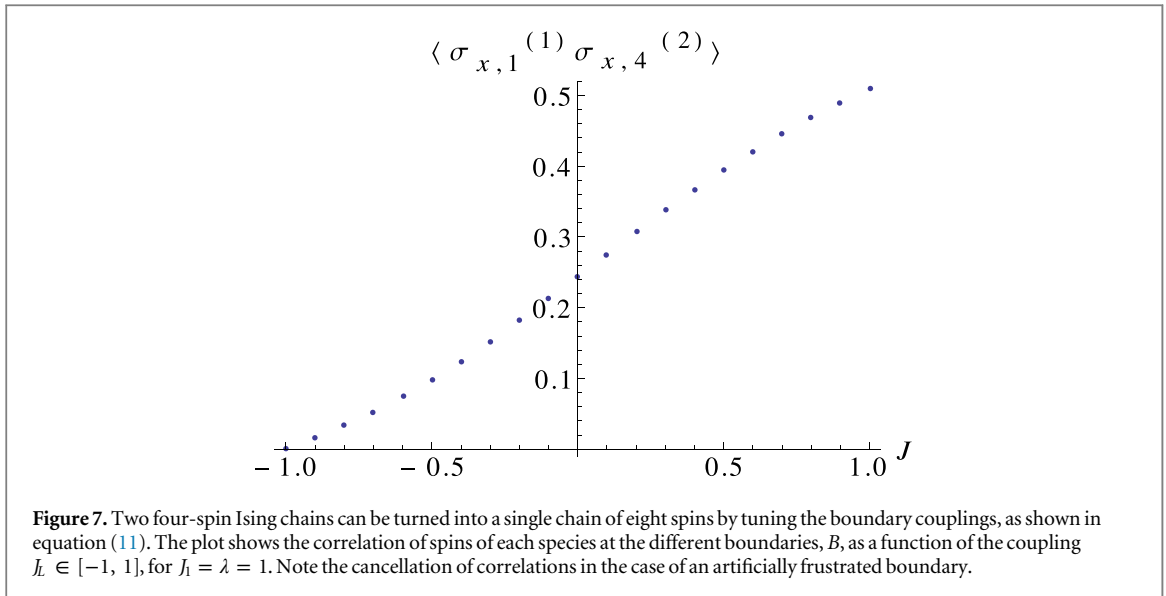 ⟨ σ x,1 (1) σ x,4 (2) ⟩
0.5
0.4
0.3
0.2
0.1
− 1.0 − 0.5 0.5 1.0 J
Figure 7. Two four-spin Ising chains can be turned into a single chain of eight spins by tuning the boundary couplings, as shown in
equation (11). The plot shows the correlation of spins of each species at the different boundaries, B, as a function of the coupling
J_L ∈ [−1, 1], for J_1 = λ = 1. Note the cancellation of correlations in the case of an artificially frustrated boundary.